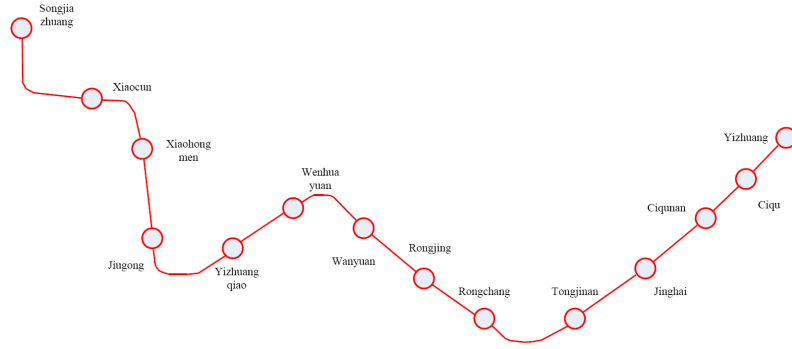 Songjia
zhuang
Xiaocun
Xiaohong
men
Jiugong
Yizhuang
qiao
Wenhua
yuan
Wanyuan
Rongjing
Rongchang
Tongjinan
Jinghai
Ciqunan
Ciqu
Yizhuang